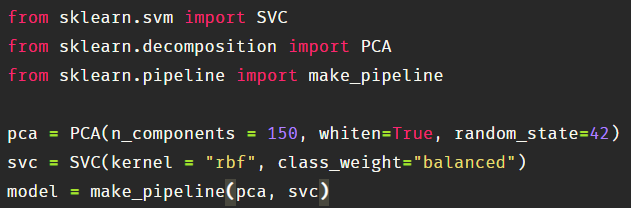 from sklearn.svm import SVC
from sklearn.decomposition import PCA
from sklearn.pipeline import make_pipeline
pca = PCA(n_components = 150, whiten=True, random_state=42)
svc = SVC(kernel = "rbf", class_weight="balanced")
model = make_pipeline(pca, svc)